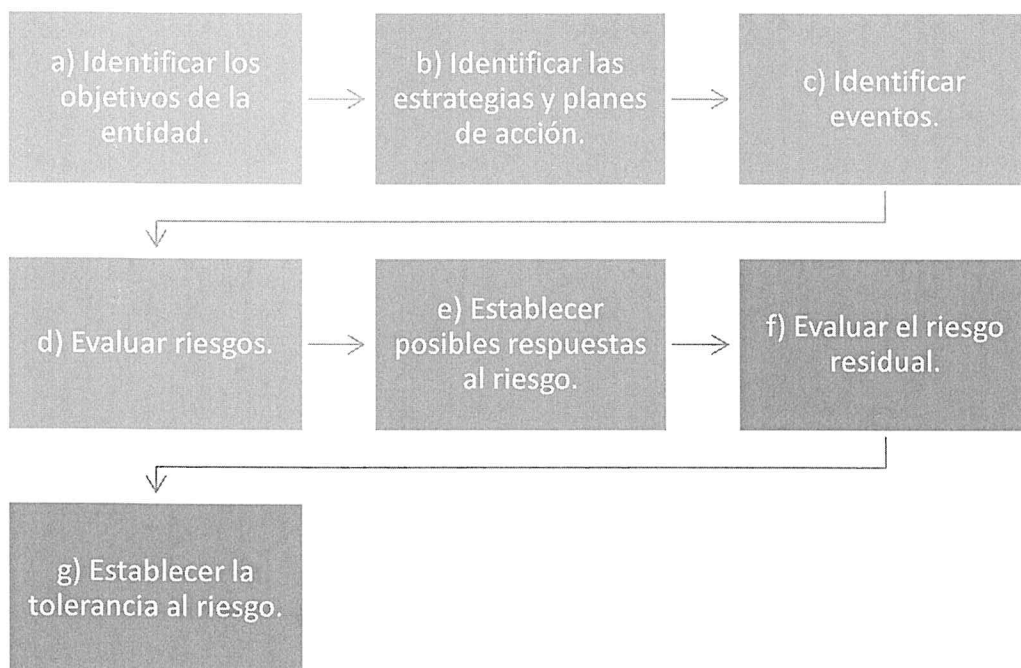 a) Identificar los
objetivos de la
entidad.
b) Identificar las
estrategias y planes
de acción.
c) Identificar
eventos.
d) Evaluar riesgos.
e) Establecer
posibles respuestas
al riesgo.
f) Evaluar el riesgo
residual.
g) Establecer la
tolerancia al riesgo.